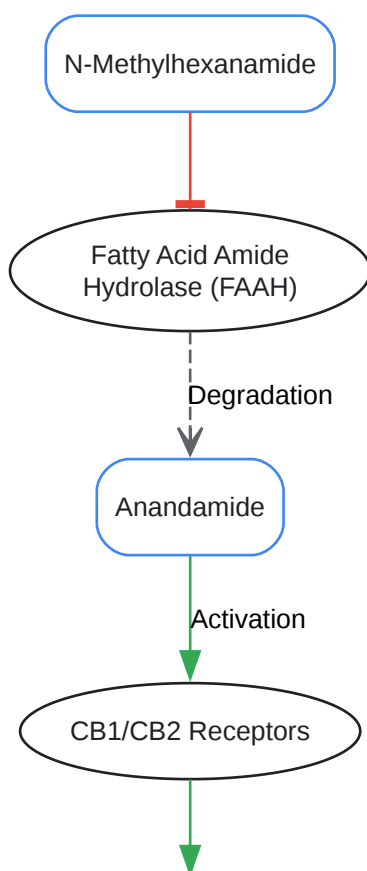 N-Methylhexanamide
Fatty Acid Amide
Hydrolase (FAAH)
Degradation
Anandamide
Activation
CB1/CB2 Receptors